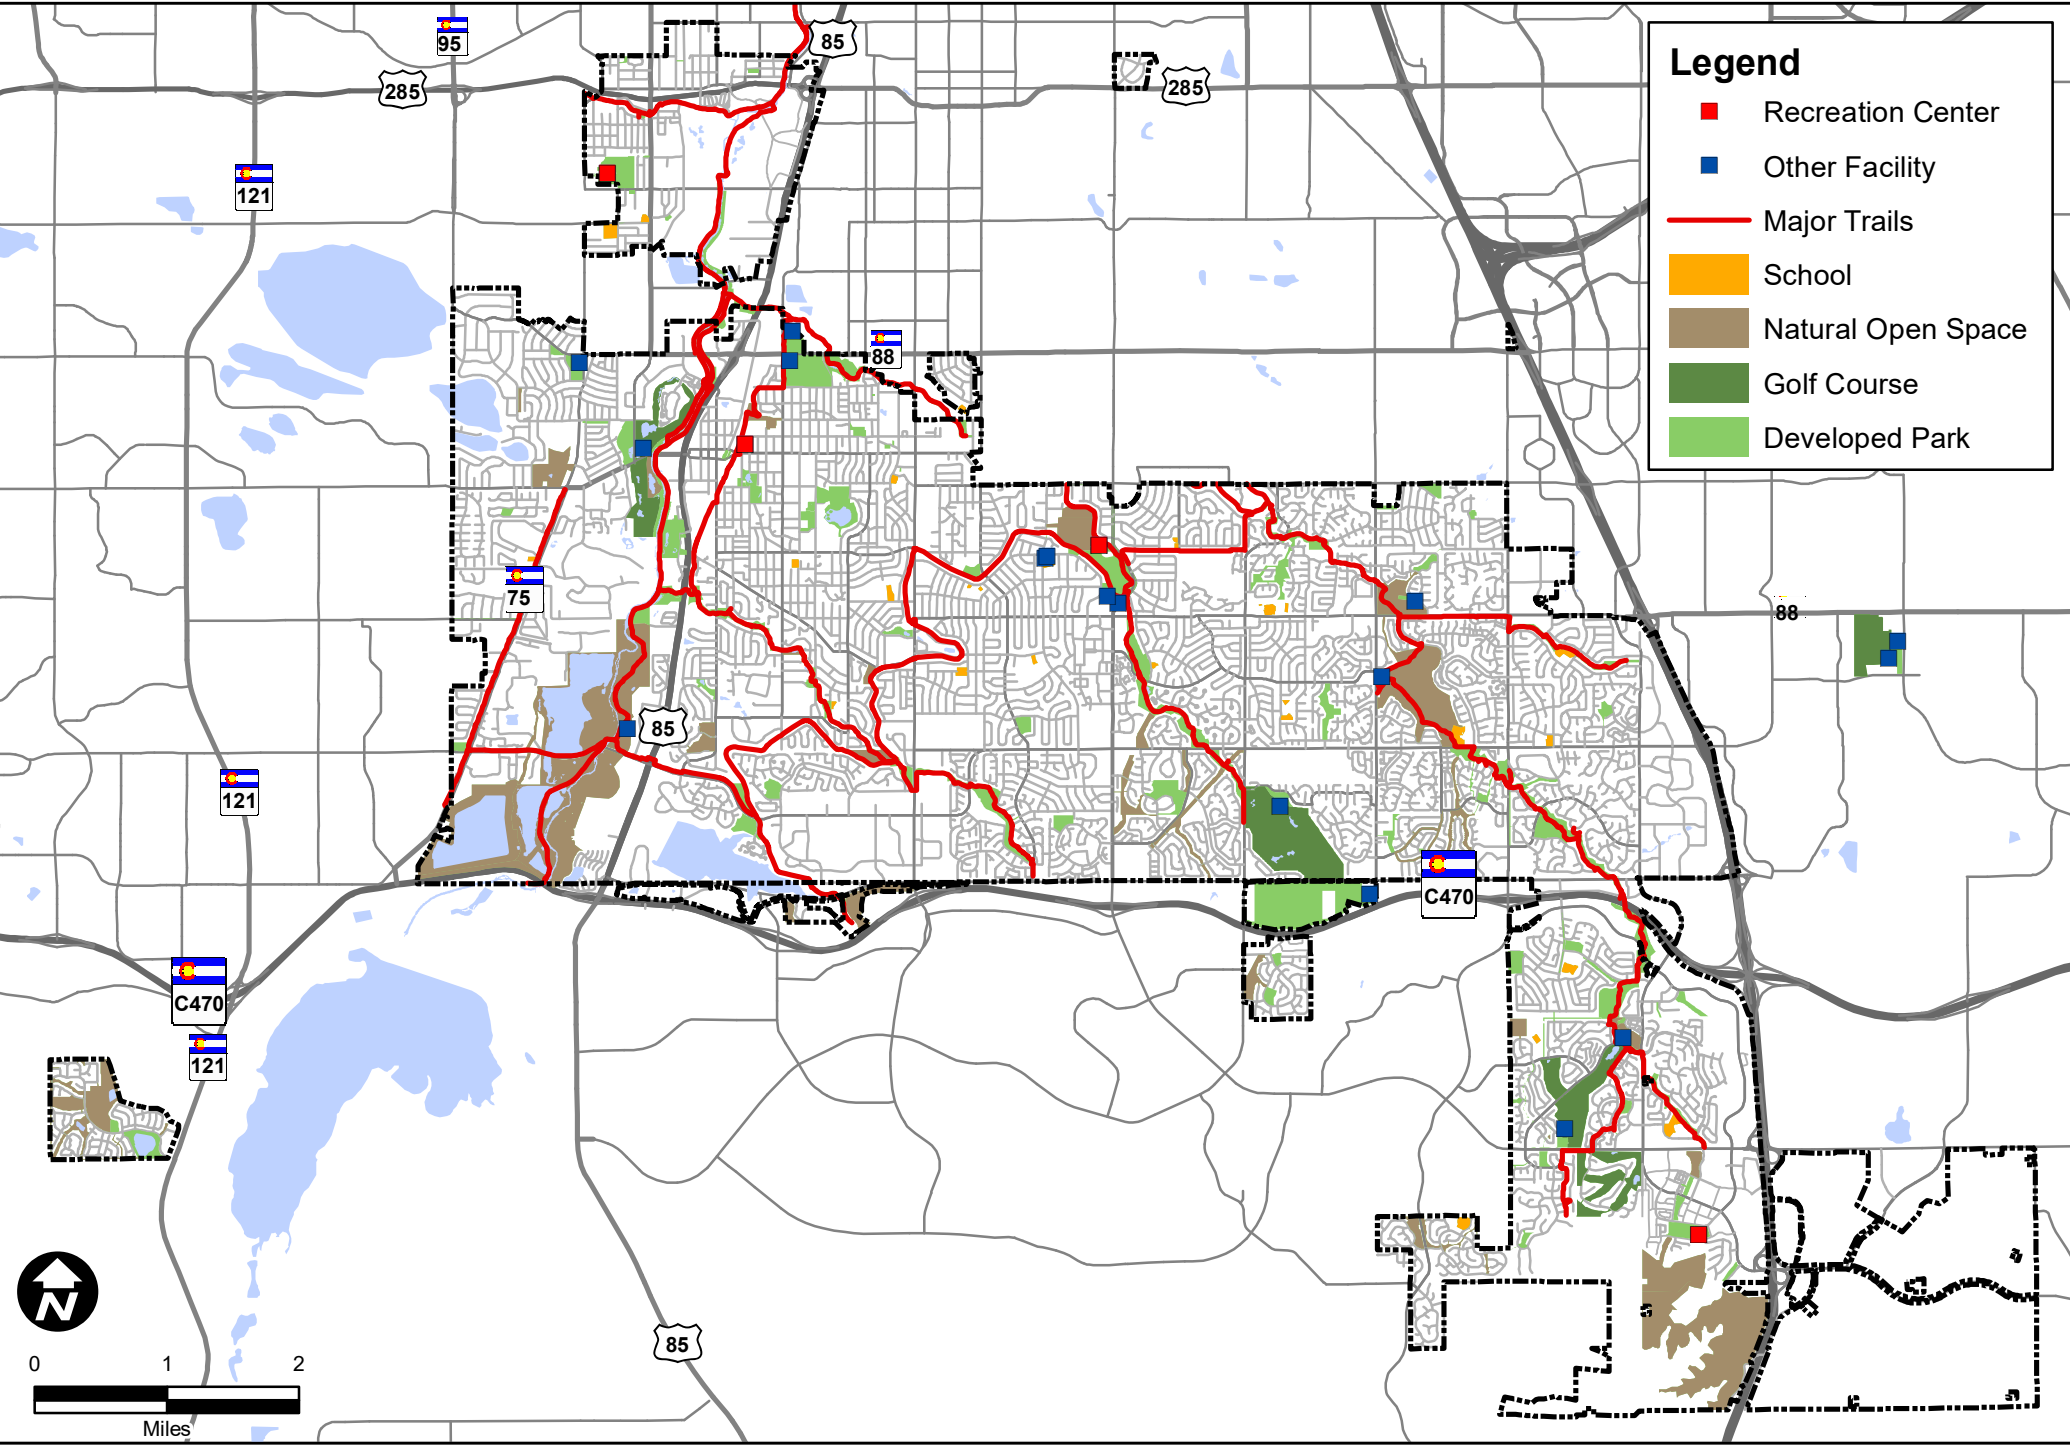 95
85
285
285
121
88
75
88
85
121
C470
C470
121
85
Legend
Recreation Center
Other Facility
Major Trails
School
Natural Open Space
Golf Course
Developed Park
N
0 1 2
Miles